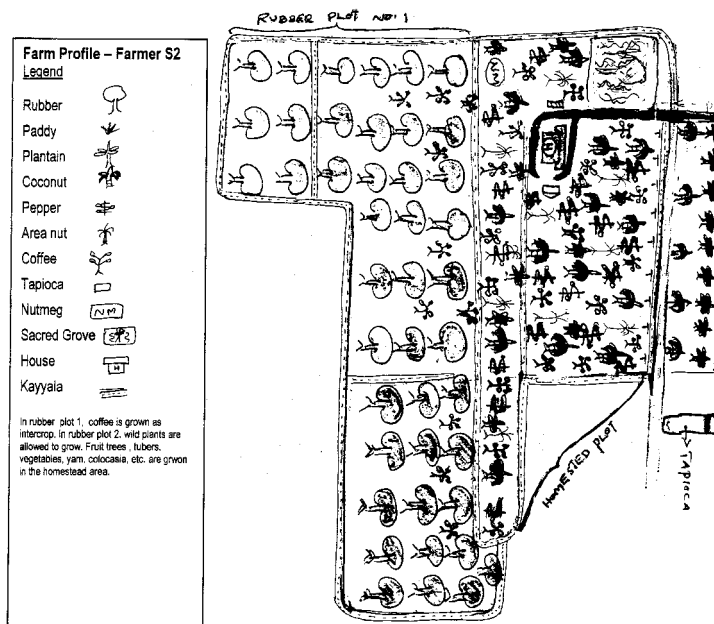 RUBBER PLOT NO: 1
Farm Profile – Farmer S2
Legend
Rubber
Paddy
Plantain
Coconut
Pepper
Area nut
Coffee
Tapioca
Nutmeg NM
Sacred Grove
House H
Kayyaia
In rubber plot 1, coffee is grown as
intercrop. In rubber plot 2, wild plants are
allowed to grow. Fruit trees, tubers,
vegetables, yam, colocasia, etc. are grwon
in the homestead area.
NM
H
HOMESTED PLOT
TAPIOCA